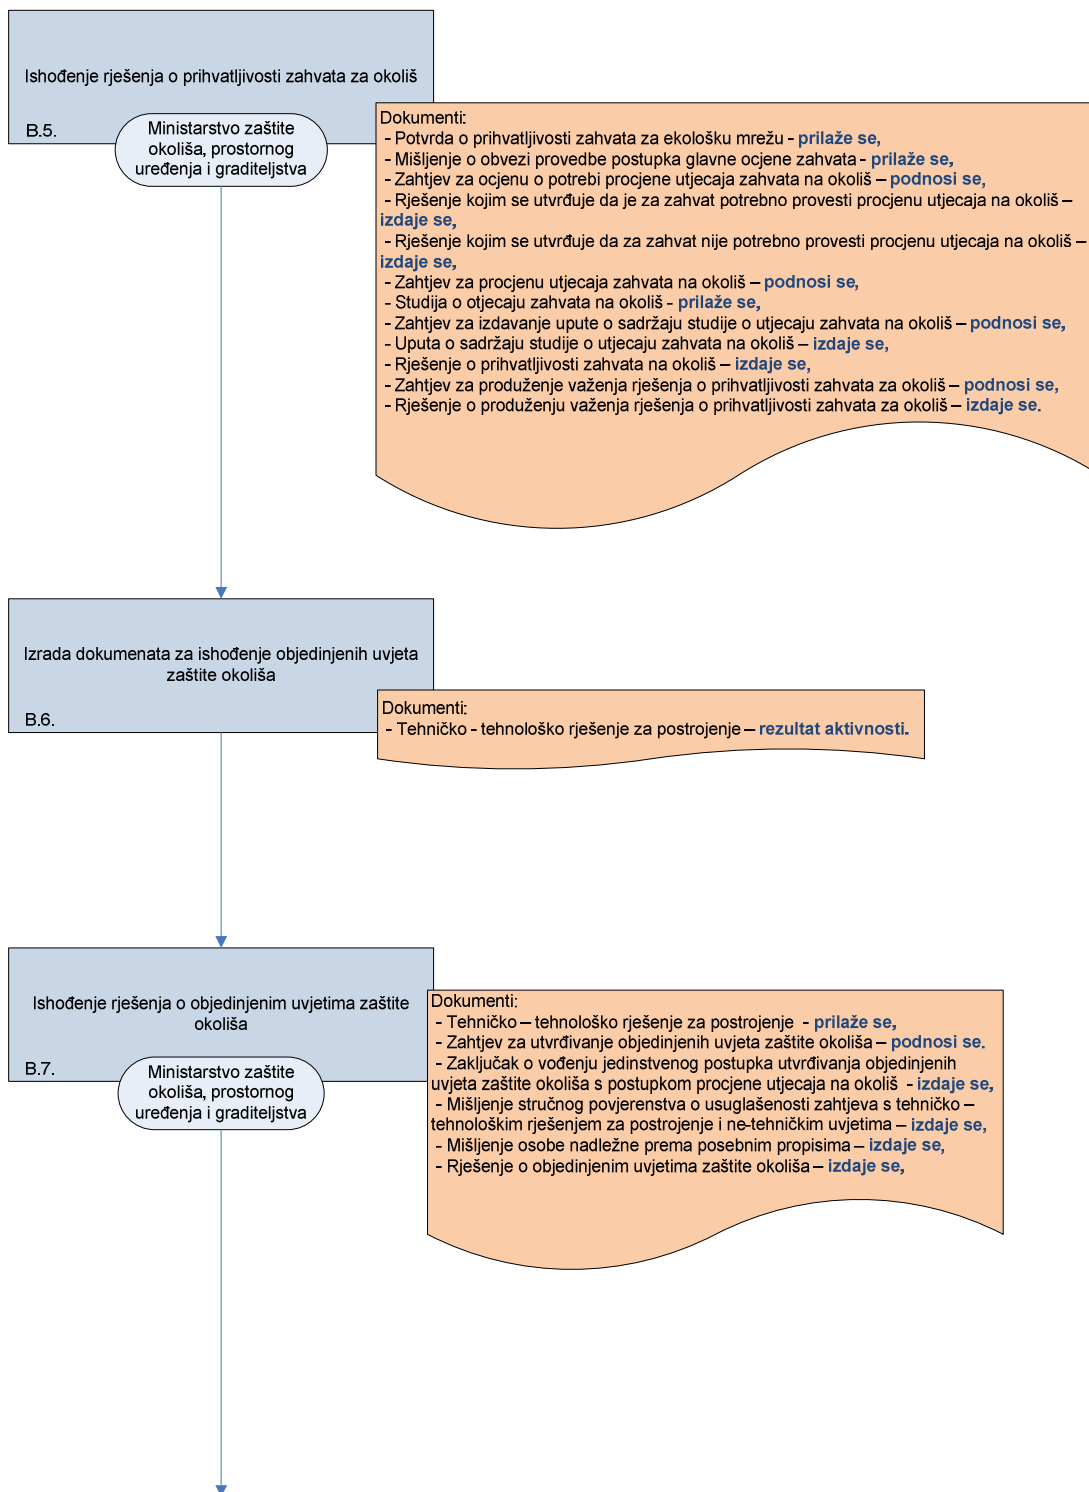 Ishođenje rješenja o prihvatljivosti zahvata za okoliš
B.5.
Ministarstvo zaštite
okoliša, prostornog
uređenja i graditeljstva
Dokumenti:
- Potvrda o prihvatljivosti zahvata za ekološku mrežu - prilaže se,
- Mišljenje o obvezi provedbe postupka glavne ocjene zahvata - prilaže se,
- Zahtjev za ocjenu o potrebi procjene utjecaja zahvata na okoliš – podnosi se,
- Rješenje kojim se utvrđuje da je za zahvat potrebno provesti procjenu utjecaja na okoliš –
izdaje se,
- Rješenje kojim se utvrđuje da za zahvat nije potrebno provesti procjenu utjecaja na okoliš –
izdaje se,
- Zahtjev za procjenu utjecaja zahvata na okoliš – podnosi se,
- Studija o otjecaju zahvata na okoliš - prilaže se,
- Zahtjev za izdavanje upute o sadržaju studije o utjecaju zahvata na okoliš – podnosi se,
- Uputa o sadržaju studije o utjecaju zahvata na okoliš – izdaje se,
- Rješenje o prihvatljivosti zahvata na okoliš – izdaje se,
- Zahtjev za produženje važenja rješenja o prihvatljivosti zahvata za okoliš – podnosi se,
- Rješenje o produženju važenja rješenja o prihvatljivosti zahvata za okoliš – izdaje se.
Izrada dokumenata za ishođenje objedinjenih uvjeta
zaštite okoliša
B.6.
Dokumenti:
- Tehničko - tehnološko rješenje za postrojenje – rezultat aktivnosti.
Ishođenje rješenja o objedinjenim uvjetima zaštite
okoliša
B.7.
Ministarstvo zaštite
okoliša, prostornog
uređenja i graditeljstva
Dokumenti:
- Tehničko – tehnološko rješenje za postrojenje - prilaže se,
- Zahtjev za utvrđivanje objedinjenih uvjeta zaštite okoliša – podnosi se.
- Zaključak o vođenju jedinstvenog postupka utvrđivanja objedinjenih
uvjeta zaštite okoliša s postupkom procjene utjecaja na okoliš - izdaje se,
- Mišljenje stručnog povjerenstva o usuglašenosti zahtjeva s tehničko –
tehnološkim rješenjem za postrojenje i ne-tehničkim uvjetima – izdaje se,
- Mišljenje osobe nadležne prema posebnim propisima – izdaje se,
- Rješenje o objedinjenim uvjetima zaštite okoliša – izdaje se,